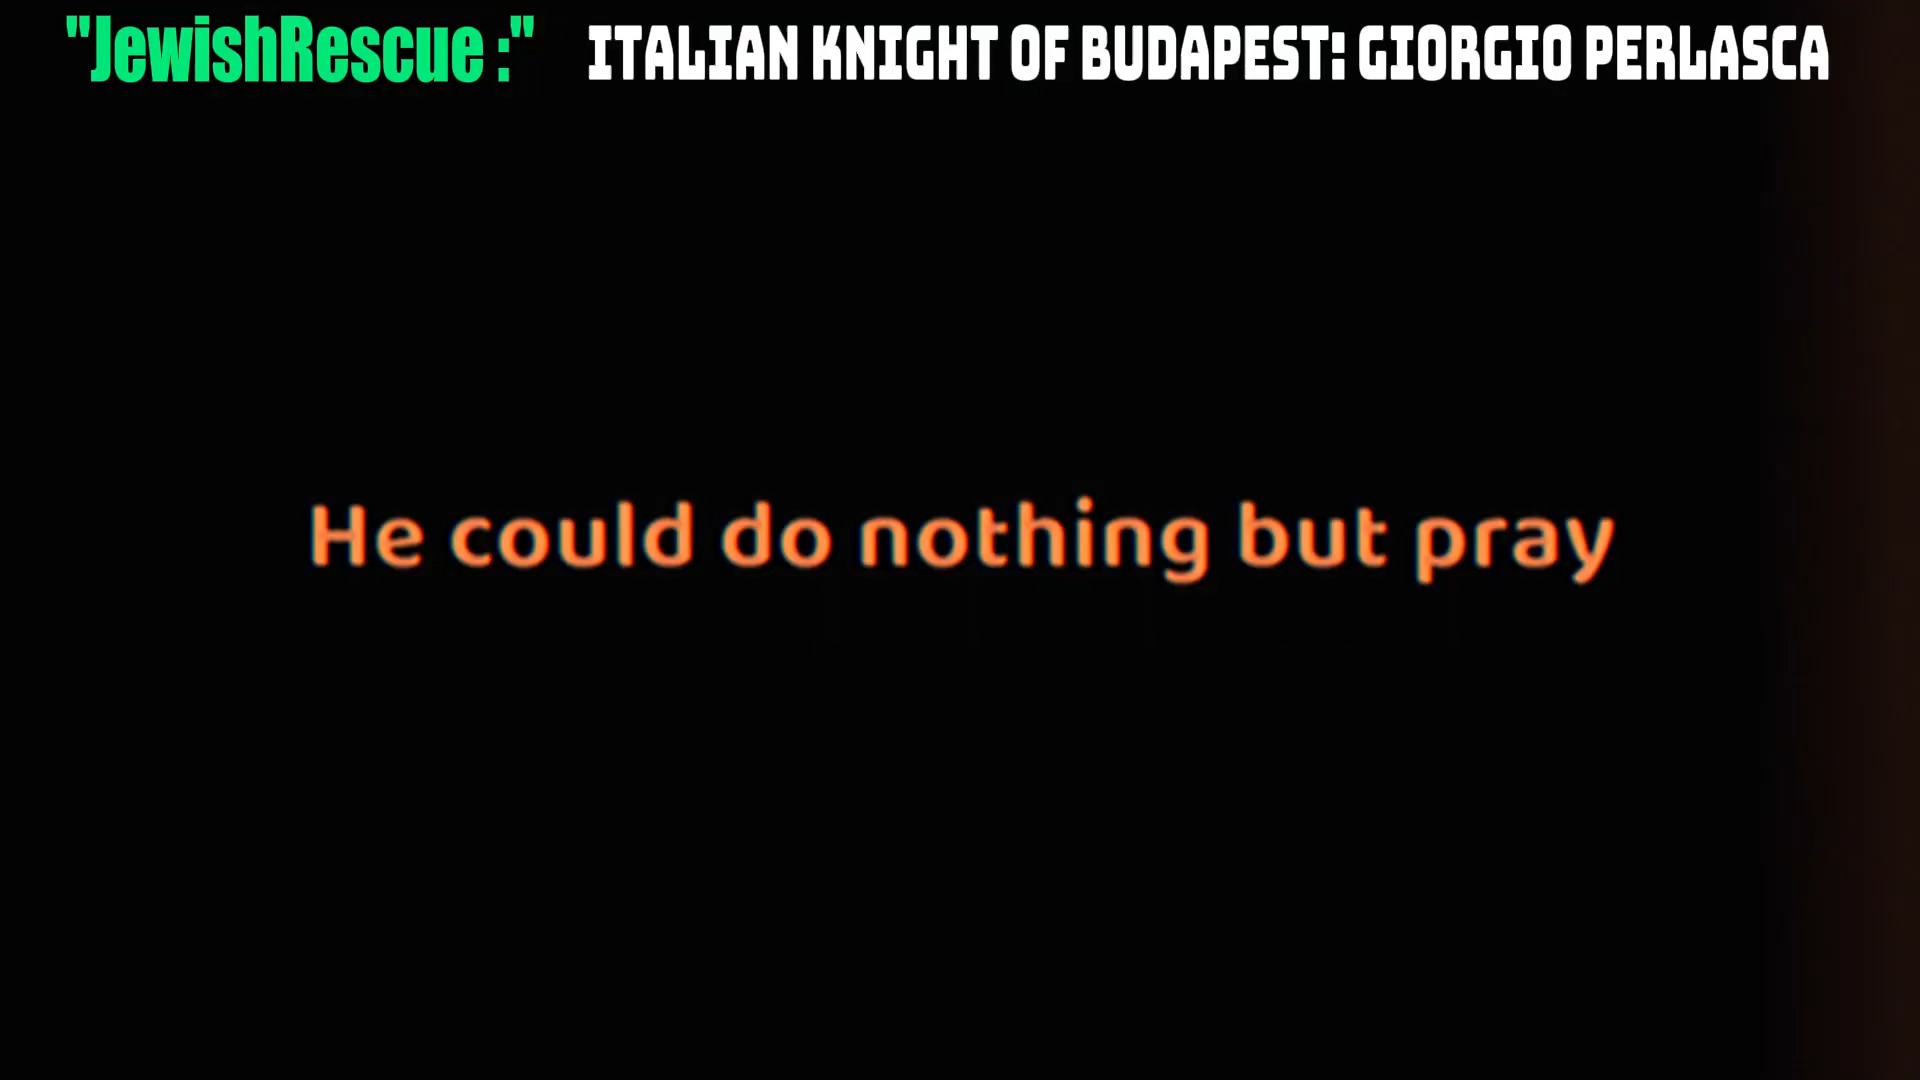 "JewishRescue :" ITALIAN KNIGHT OF BUDAPEST: GIORGIO PERLASCA
He could do nothing but pray